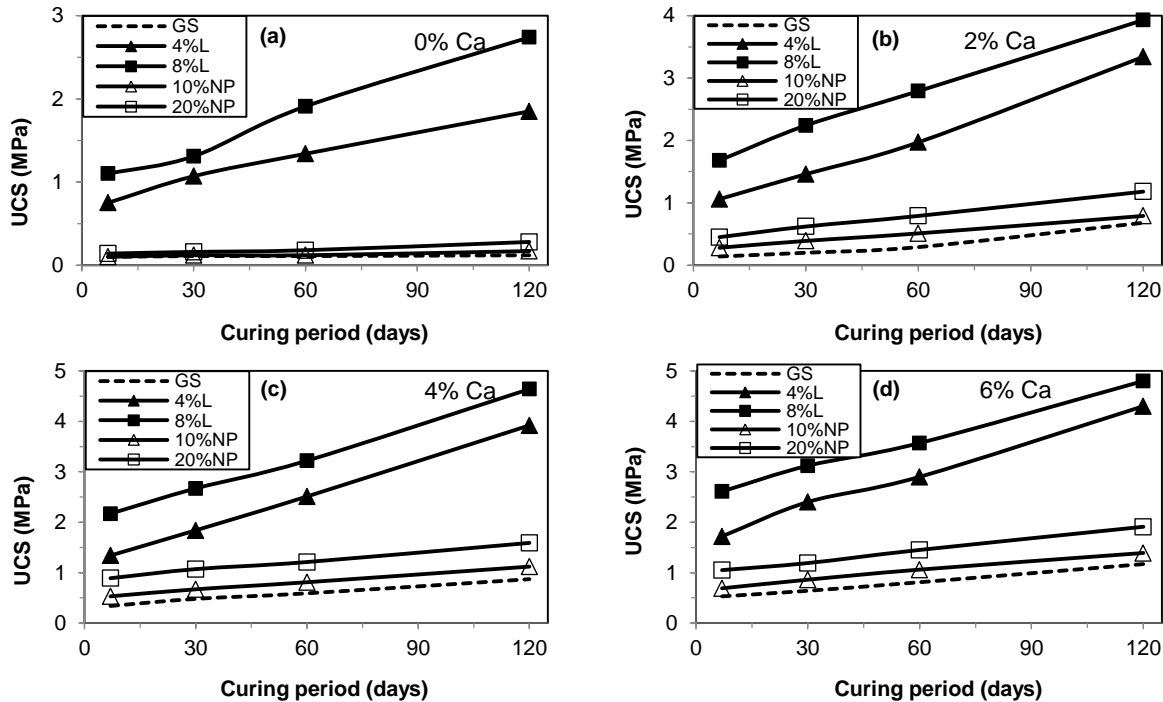 GS
4%L
8%L
10%NP
20%NP
(a)
0% Ca
3
2
1
0
UCS (MPa)
0 30 60 90 120
Curing period (days)
GS
4%L
8%L
10%NP
20%NP
(b)
2% Ca
4
3
2
1
0
UCS (MPa)
0 30 60 90 120
Curing period (days)
GS
4%L
8%L
10%NP
20%NP
(c)
4% Ca
5
4
3
2
1
0
UCS (MPa)
0 30 60 90 120
Curing period (days)
GS
4%L
8%L
10%NP
20%NP
(d)
6% Ca
5
4
3
2
1
0
UCS (MPa)
0 30 60 90 120
Curing period (days)